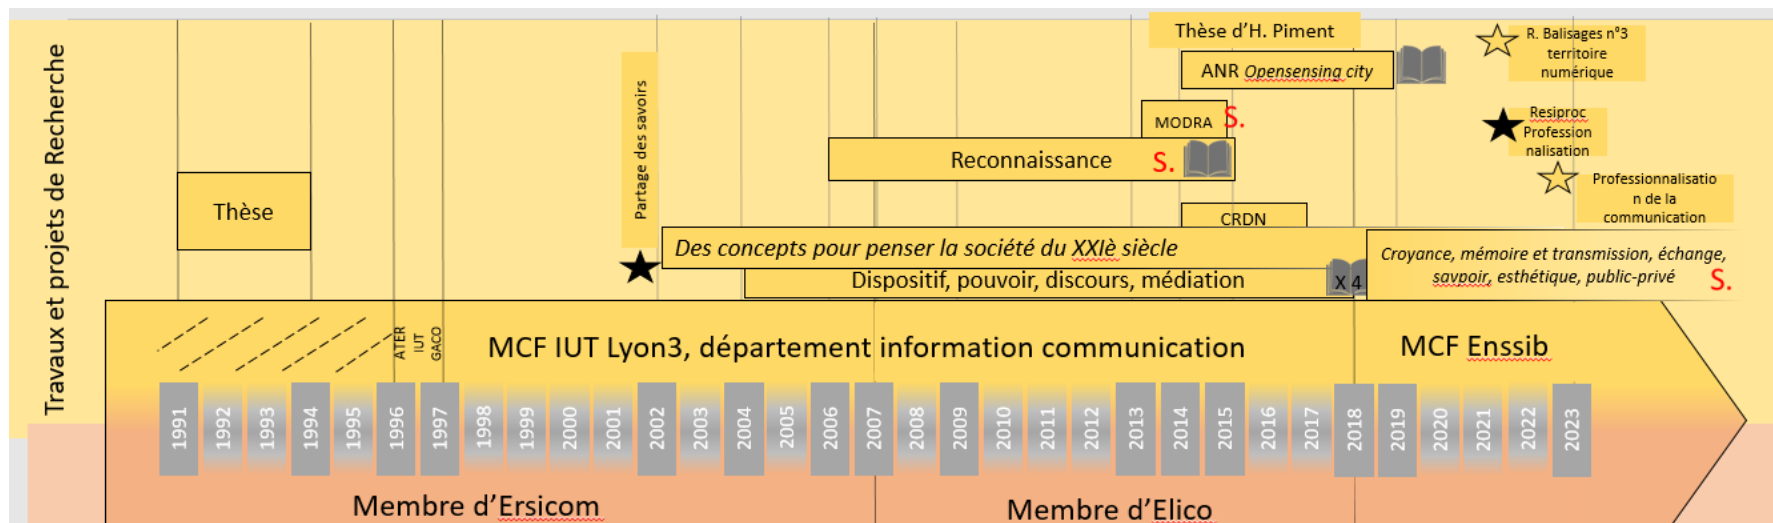 Travaux et projets de Recherche
Thèse d’H. Piment
ANR Opensensing city
R. Balisages n°3
territoire
numérique
Partage des savoirs
MODRA
S.
Resiproc
Profession
nalisation
Reconnaissance
S.
Thèse
Professionnalisatio
n de la
communication
CRDN
Des concepts pour penser la société du XXIè siècle
Croyance, mémoire et transmission, échange,
savpoir, esthétique, public-privé
S.
Dispositif, pouvoir, discours, médiation
X 4
ATER
IUT
GACO
MCF IUT Lyon3, département information communication
MCF Enssib
1991
1992
1993
1994
1995
1996
1997
1998
1999
2000
2001
2002
2003
2004
2005
2006
2007
2008
2009
2010
2011
2012
2013
2014
2015
2016
2017
2018
2019
2020
2021
2022
2023
Membre d’Ersicom
Membre d’Elico